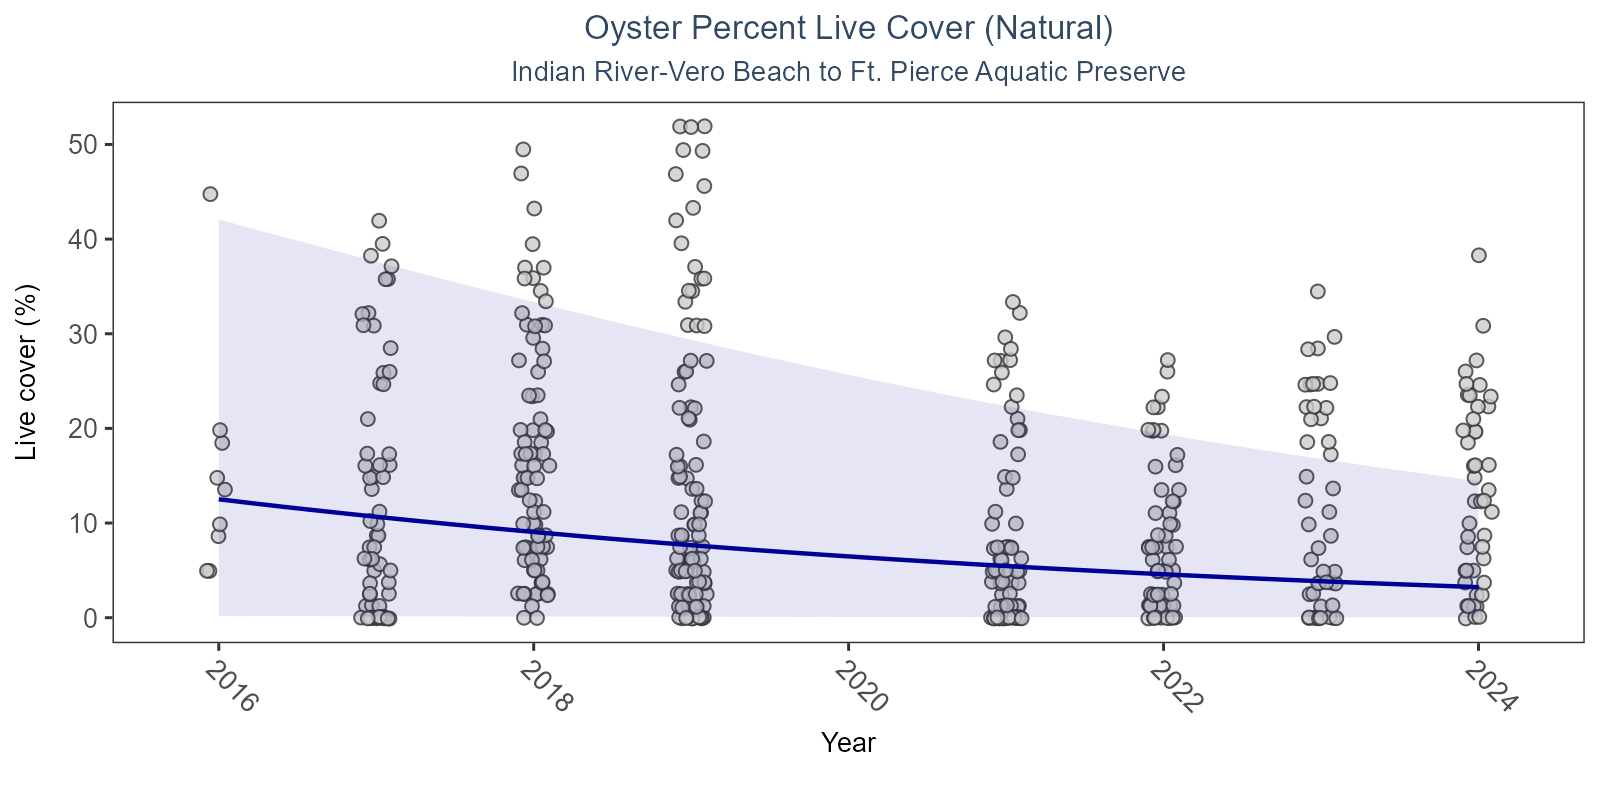 Oyster Percent Live Cover (Natural)
Indian River-Vero Beach to Ft. Pierce Aquatic Preserve
Live cover (%)
50
40
30
20
10
0
2016
2018
2020
2022
2024
Year